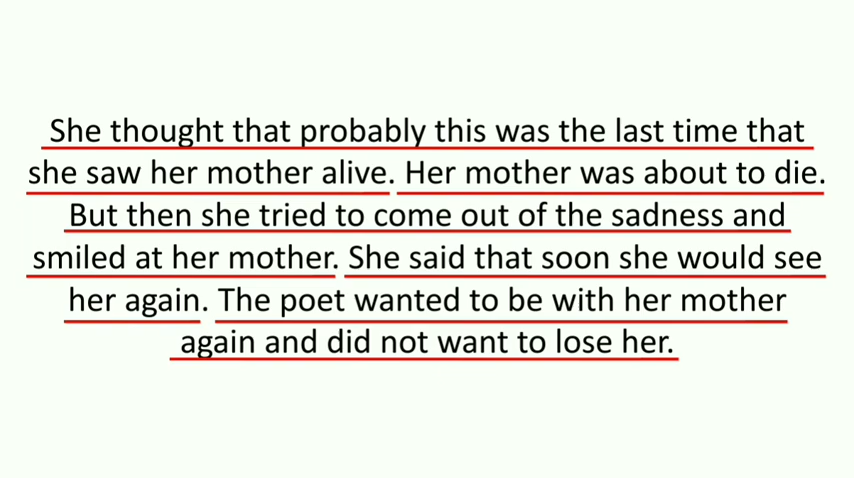 She thought that probably this was the last time that
she saw her mother alive. Her mother was about to die.
But then she tried to come out of the sadness and
smiled at her mother. She said that soon she would see
her again. The poet wanted to be with her mother
again and did not want to lose her.